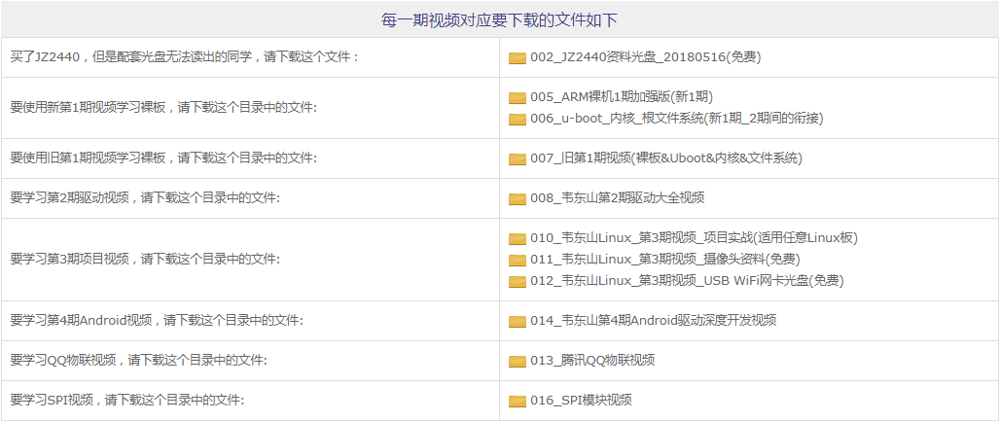 每一期视频对应要下载的文件如下
买了JZ2440，但是配套光盘无法读出的同学，请下载这个文件：
002_JZ2440资料光盘_20180516(免费)
要使用新第1期视频学习裸板，请下载这个目录中的文件:
005_ARM裸机1期加强版(新1期)
006_u-boot_内核_根文件系统(新1期_2期间的衔接)
要使用旧第1期视频学习裸板，请下载这个目录中的文件:
007_旧第1期视频(裸板&Uboot&内核&文件系统)
要学习第2期驱动视频，请下载这个目录中的文件:
008_韦东山第2期驱动大全视频
要学习第3期项目视频，请下载这个目录中的文件:
010_韦东山Linux_第3期视频_项目实战(适用任意Linux板)
011_韦东山Linux_第3期视频_摄像头资料(免费)
012_韦东山Linux_第3期视频_USB WiFi网卡光盘(免费)
要学习第4期Android视频，请下载这个目录中的文件:
014_韦东山第4期Android驱动深度开发视频
要学习QQ物联视频，请下载这个目录中的文件:
013_腾讯QQ物联视频
要学习SPI视频，请下载这个目录中的文件:
016_SPI模块视频